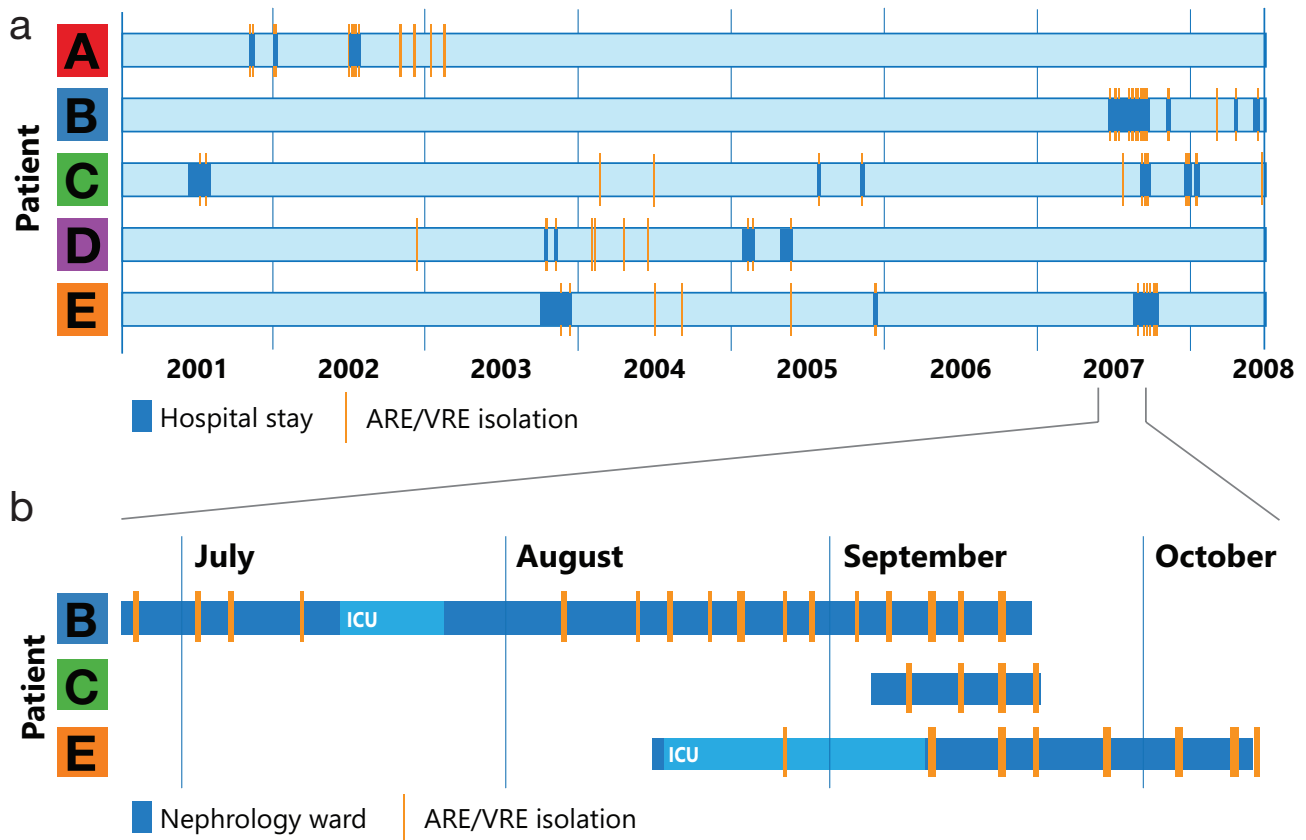 a
Patient
A
B
C
D
E
2001 2002 2003 2004 2005 2006 2007 2008
Hospital stay ARE/VRE isolation
b
July August September October
Patient
B ICU
C
E ICU
Nephrology ward ARE/VRE isolation